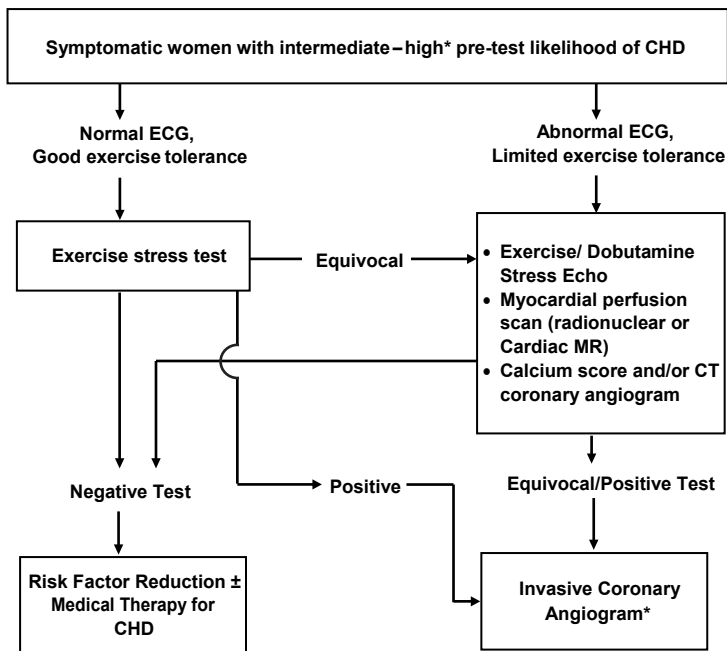 Symptomatic women with intermediate–high* pre-test likelihood of CHD
Normal ECG,
Good exercise tolerance
Abnormal ECG,
Limited exercise tolerance
Exercise stress test
Equivocal
• Exercise/ Dobutamine
Stress Echo
• Myocardial perfusion
scan (radionuclear or
Cardiac MR)
• Calcium score and/or CT
coronary angiogram
Negative Test
Positive
Equivocal/Positive Test
Risk Factor Reduction ±
Medical Therapy for
CHD
Invasive Coronary
Angiogram*